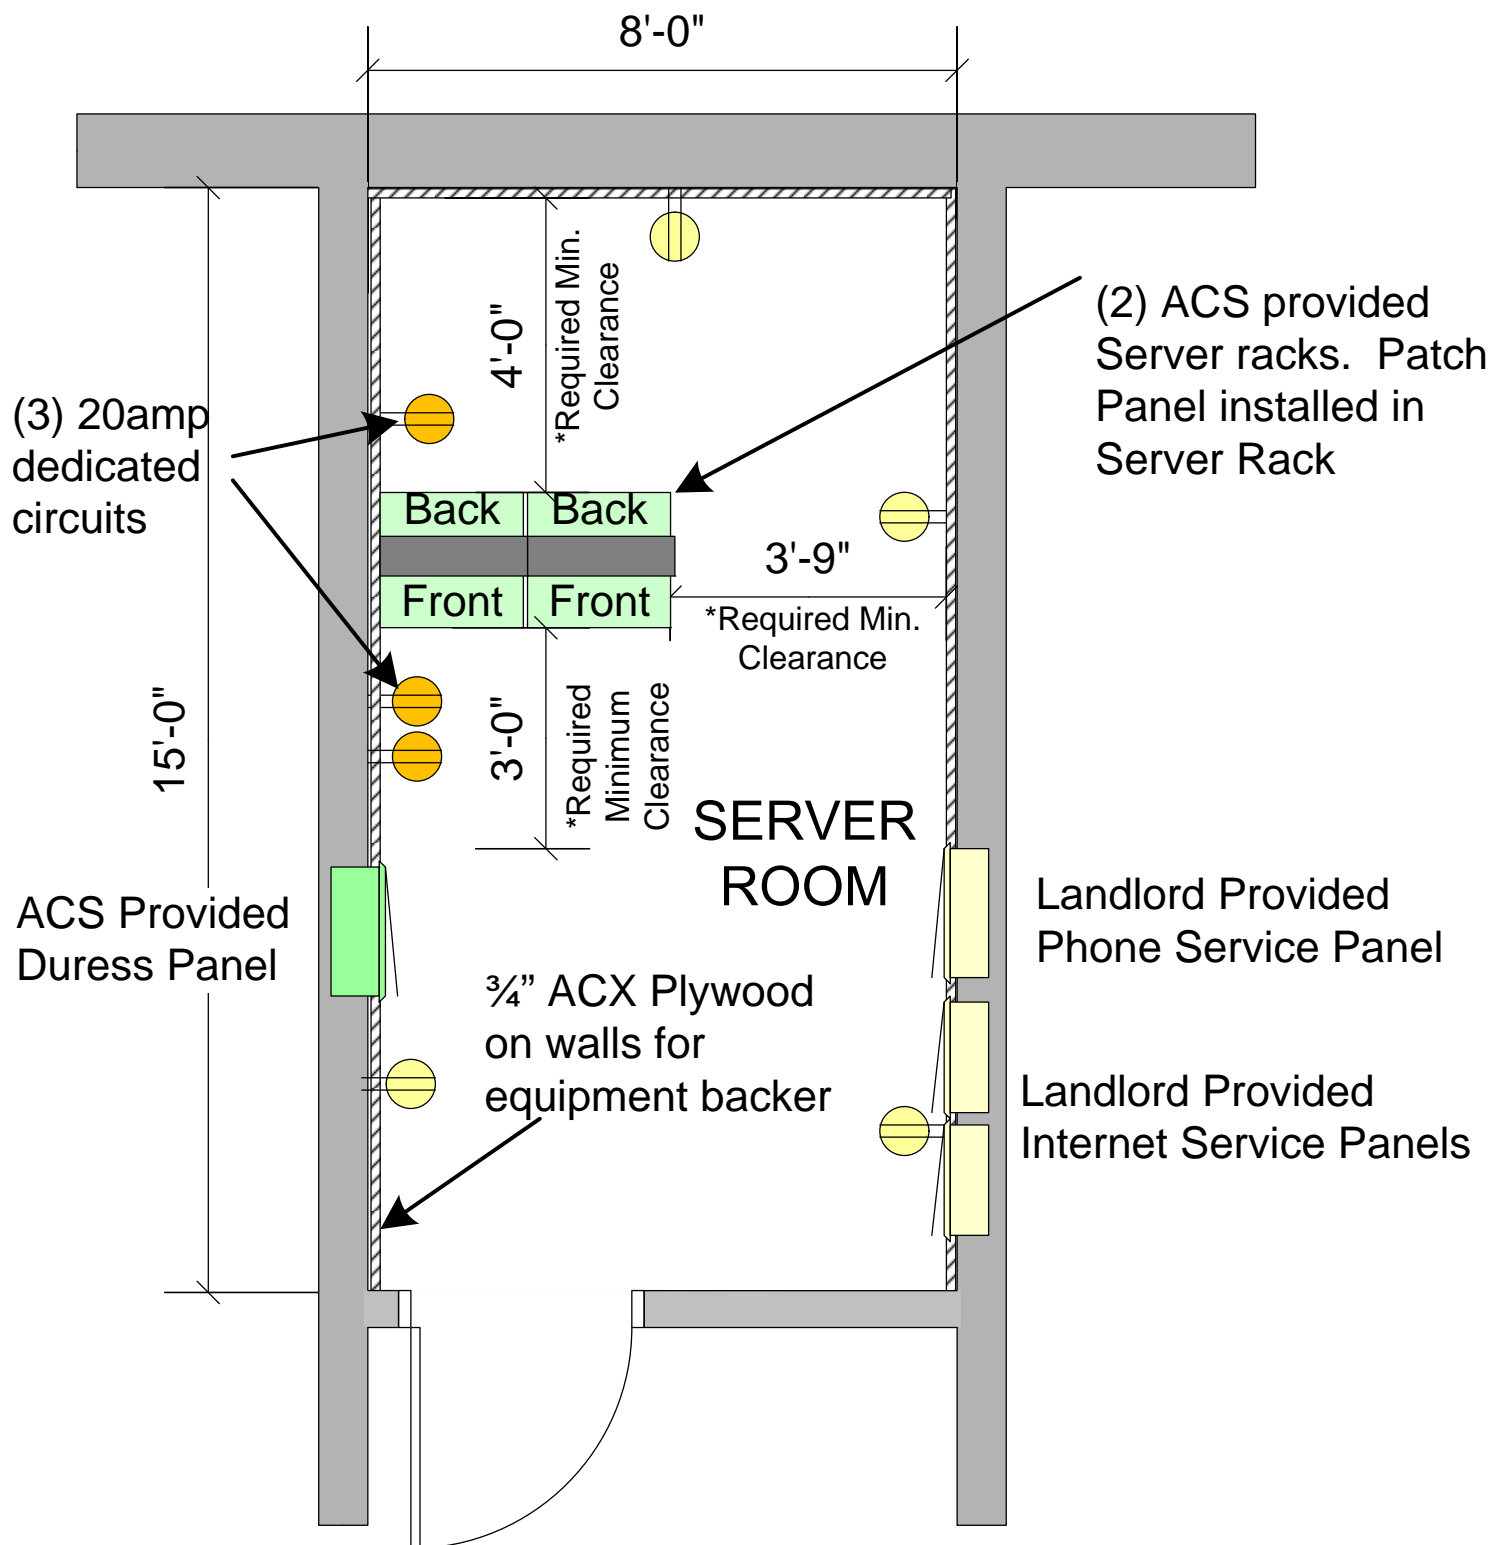 8'-0"
(2) ACS provided
Server racks.  Patch
Panel installed in
Server Rack
4'-0"
*Required Min.
Clearance
(3) 20amp
dedicated
circuits
Back
Back
Front
Front
3'-9"
*Required Min.
Clearance
15'-0"
3'-0"
*Required
Minimum
Clearance
SERVER
ROOM
ACS Provided
Duress Panel
Landlord Provided
Phone Service Panel
¾” ACX Plywood
on walls for
equipment backer
Landlord Provided
Internet Service Panels